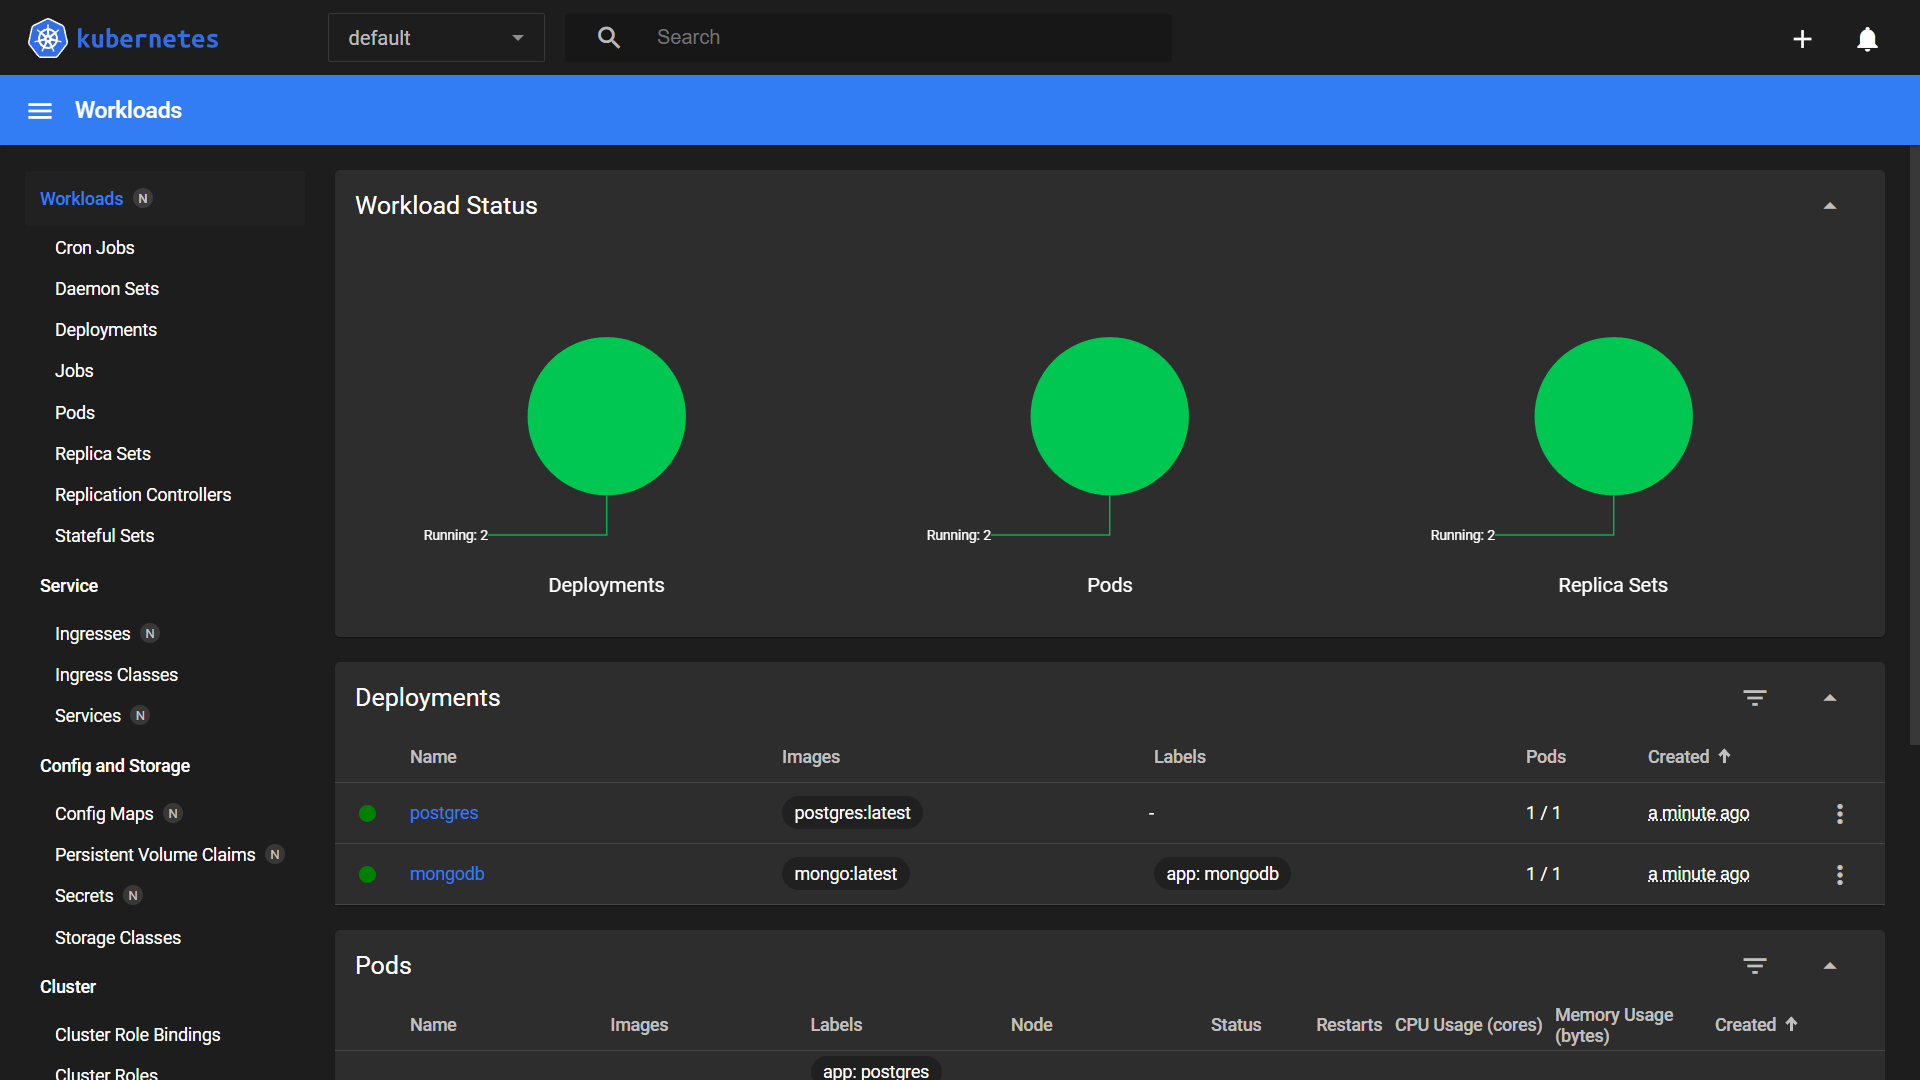 kubernetes
default
Search
Workloads
Workloads N
Cron Jobs
Daemon Sets
Deployments
Jobs
Pods
Replica Sets
Replication Controllers
Stateful Sets
Service
Ingresses N
Ingress Classes
Services N
Config and Storage
Config Maps N
Persistent Volume Claims N
Secrets N
Storage Classes
Cluster
Cluster Role Bindings
Cluster Roles
Workload Status
Running: 2
Deployments
Running: 2
Pods
Running: 2
Replica Sets
Deployments
Name Images Labels Pods Created
postgres postgres:latest - 1 / 1 a minute ago
mongodb mongo:latest app: mongodb 1 / 1 a minute ago
Pods
Name Images Labels Node Status Restarts CPU Usage (cores) Memory Usage (bytes) Created
app: postgres